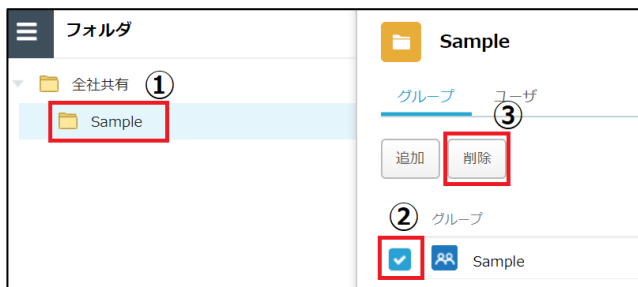 フォルダ
全社共有 ①
Sample
Sample
グループ ユーザ
③
追加 削除
② グループ
Sample